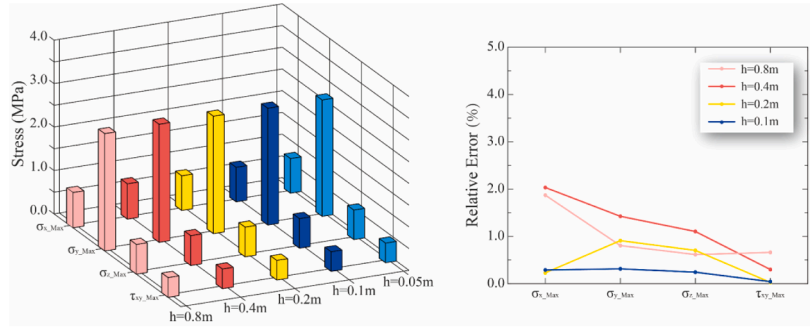 4.0
3.0
2.0
1.0
0.0
Stress (MPa)
σx_Max
σy_Max
σz_Max
τxy_Max
h=0.8m
h=0.4m
h=0.2m
h=0.1m
h=0.05m
5.0
4.0
3.0
2.0
1.0
0.0
Relative Error (%)
h=0.8m
h=0.4m
h=0.2m
h=0.1m
σx_Max
σy_Max
σz_Max
τxy_Max